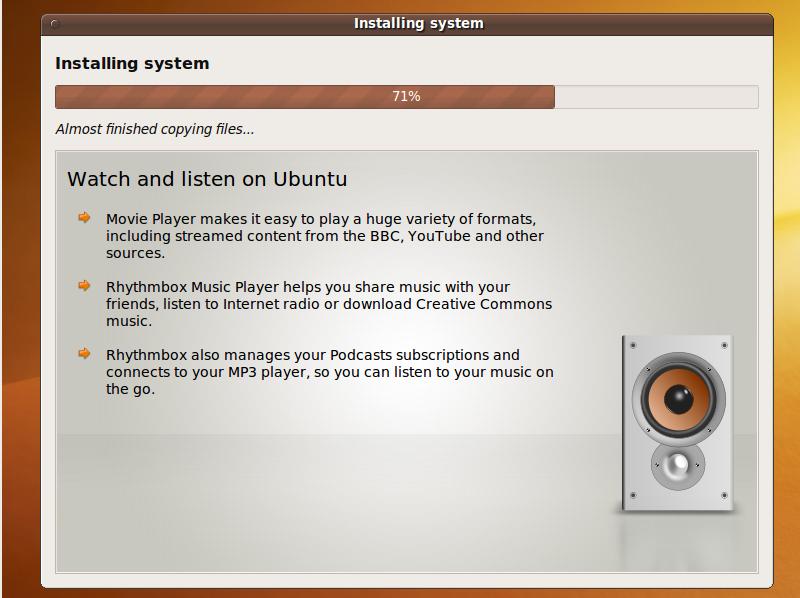 Installing system
Installing system
71%
Almost finished copying files...
Watch and listen on Ubuntu
Movie Player makes it easy to play a huge variety of formats,
including streamed content from the BBC, YouTube and other
sources.
Rhythmbox Music Player helps you share music with your
friends, listen to Internet radio or download Creative Commons
music.
Rhythmbox also manages your Podcasts subscriptions and
connects to your MP3 player, so you can listen to your music on
the go.